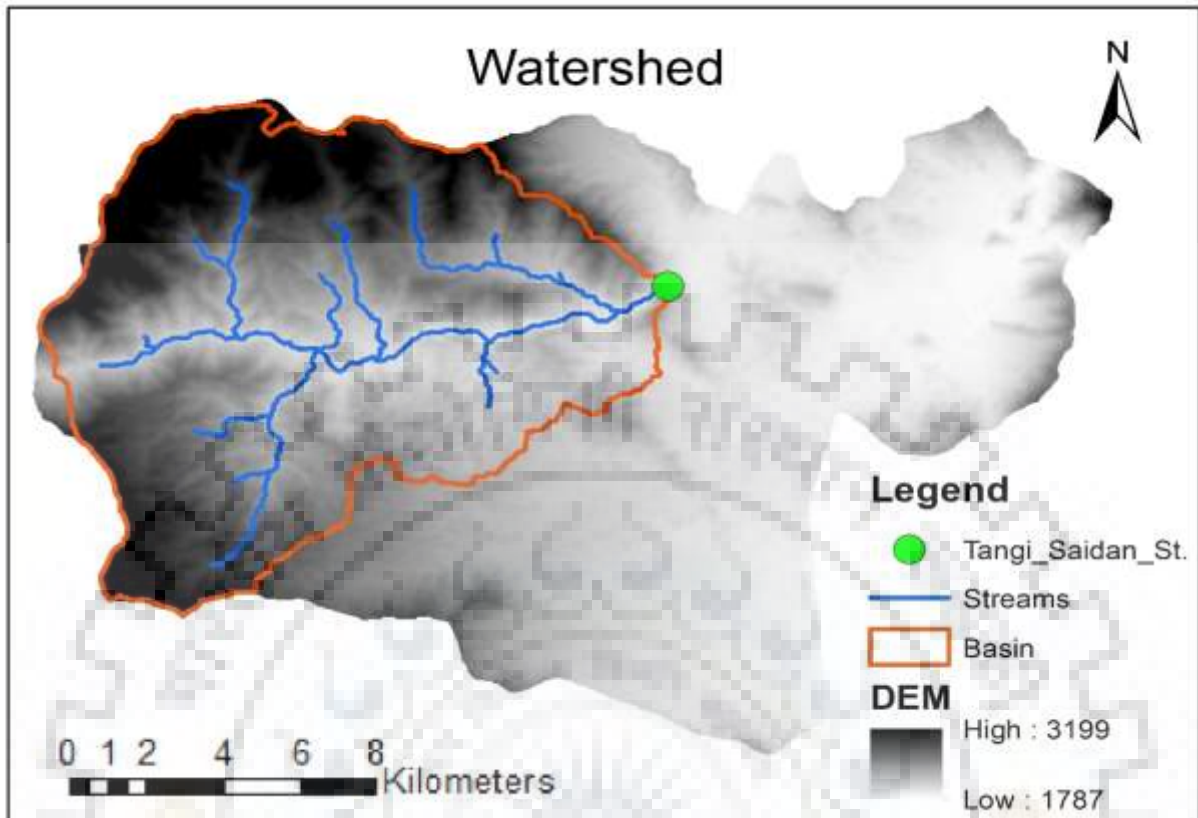 Watershed
N
Legend
Tangi_Saidan_St.
Streams
Basin
DEM
High : 3199
Low : 1787
0 1 2 4 6 8
Kilometers